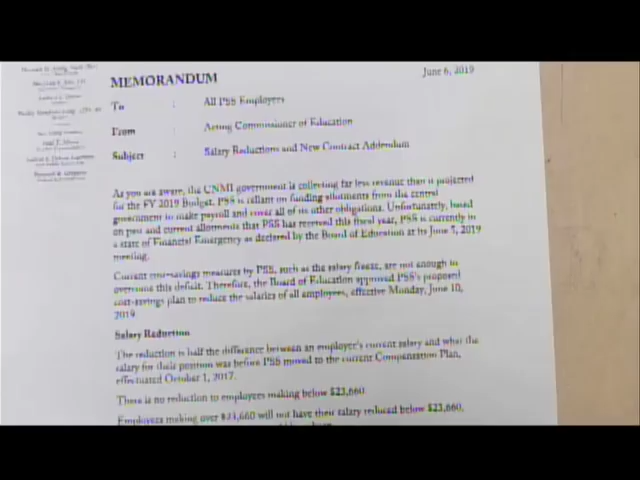 MEMORANDUM
June 6, 2019
To : All PSS Employees
From : Acting Commissioner of Education
Subject : Salary Reductions and New Contract Addendum
As you are aware, the CNMI government is collecting far less revenue than it projected
for the FY 2019 Budget. PSS is reliant on funding allotments from the central
government to make payroll and cover all of its other obligations. Unfortunately, based
on past and current allotments that PSS has received this fiscal year, PSS is currently in
a state of Financial Emergency as declared by the Board of Education at its June 5, 2019
meeting.
Current cost-savings measures by PSS, such as the salary freeze, are not enough to
overcome this deficit. Therefore, the Board of Education approved PSS's proposed
cost-savings plan to reduce the salaries of all employees, effective Monday, June 10,
2019.
Salary Reduction
The reduction is half the difference between an employee's current salary and what the
salary for their position was before PSS moved to the current Compensation Plan,
effectuated October 1, 2017.
There is no reduction to employees making below $23,660.
Employees making over $23,660 will not have their salary reduced below $23,660,